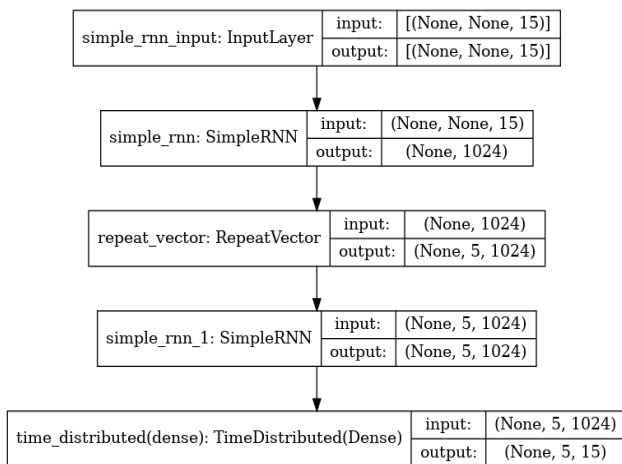 simple_rnn_input: InputLayer
input: [(None, None, 15)]
output: [(None, None, 15)]
simple_rnn: SimpleRNN
input: (None, None, 15)
output: (None, 1024)
repeat_vector: RepeatVector
input: (None, 1024)
output: (None, 5, 1024)
simple_rnn_1: SimpleRNN
input: (None, 5, 1024)
output: (None, 5, 1024)
time_distributed(dense): TimeDistributed(Dense)
input: (None, 5, 1024)
output: (None, 5, 15)